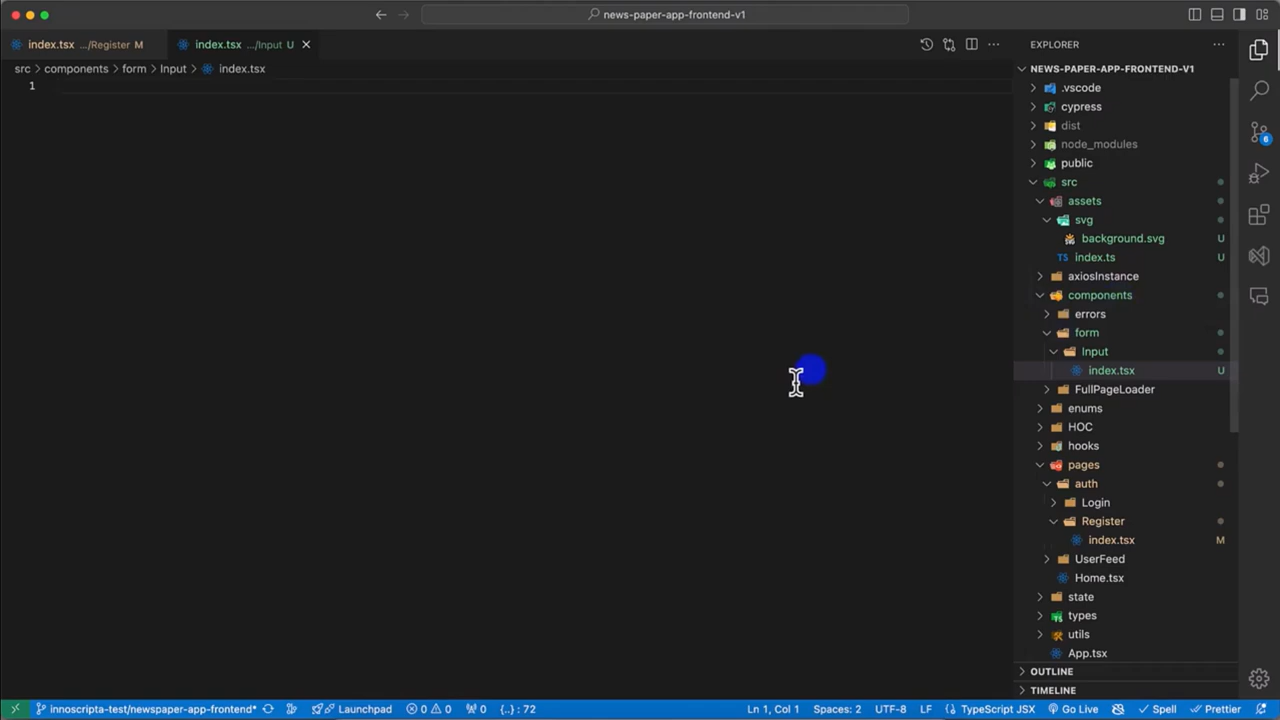 news-paper-app-frontend-v1
index.tsx .../Register M
index.tsx .../Input U
EXPLORER
src > components > form > Input > index.tsx
NEWS-PAPER-APP-FRONTEND-V1
1
.vscode
cypress
dist
node_modules
public
src
assets
svg
background.svg U
TS index.ts U
axiosInstance
components
errors
form
Input
index.tsx U
FullPageLoader
enums
HOC
hooks
pages
auth
Login
Register
index.tsx M
UserFeed
Home.tsx
state
types
utils
App.tsx
OUTLINE
TIMELINE
6
innoscripta-test/newspaper-app-frontend* Launchpad 0 0 0 {..} : 72 Ln 1, Col 1 Spaces: 2 UTF-8 LF {} TypeScript JSX Go Live Spell Prettier